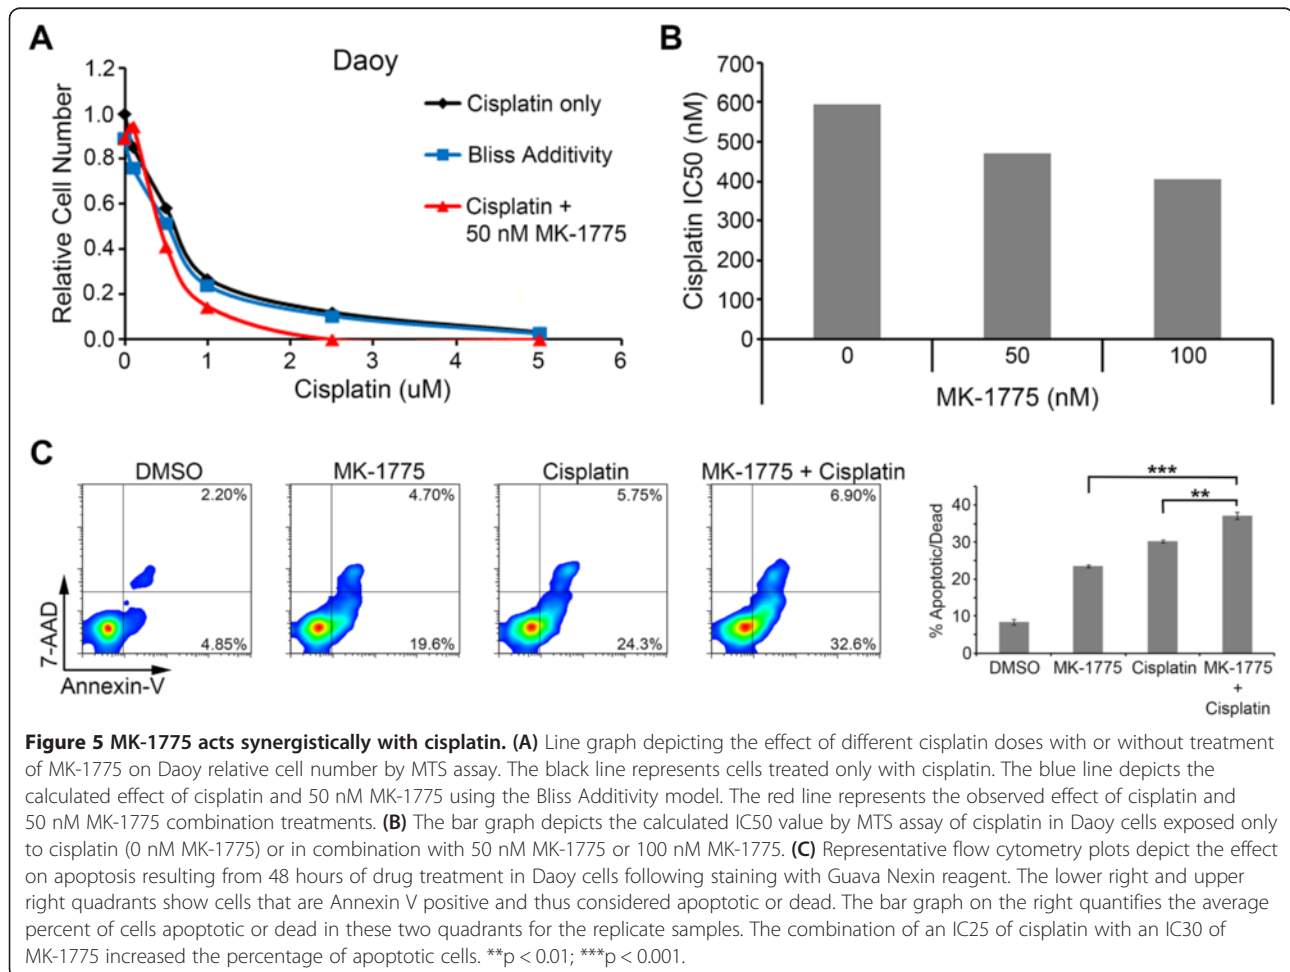 A
Daoy
1.2
1.0
0.8
0.6
0.4
0.2
0.0
Relative Cell Number
0 1 2 3 4 5 6
Cisplatin (uM)
Cisplatin only
Bliss Additivity
Cisplatin +
50 nM MK-1775
B
700
600
500
400
300
200
100
0
Cisplatin IC50 (nM)
0 50 100
MK-1775 (nM)
C
DMSO
2.20%
4.85%
7-AAD
Annexin-V
MK-1775
4.70%
19.6%
Cisplatin
5.75%
24.3%
MK-1775 + Cisplatin
6.90%
32.6%
***
**
40
30
20
10
0
% Apoptotic/Dead
DMSO MK-1775 Cisplatin MK-1775
+
Cisplatin
Figure 5 MK-1775 acts synergistically with cisplatin. (A) Line graph depicting the effect of different cisplatin doses with or without treatment
of MK-1775 on Daoy relative cell number by MTS assay. The black line represents cells treated only with cisplatin. The blue line depicts the
calculated effect of cisplatin and 50 nM MK-1775 using the Bliss Additivity model. The red line represents the observed effect of cisplatin and
50 nM MK-1775 combination treatments. (B) The bar graph depicts the calculated IC50 value by MTS assay of cisplatin in Daoy cells exposed only
to cisplatin (0 nM MK-1775) or in combination with 50 nM MK-1775 or 100 nM MK-1775. (C) Representative flow cytometry plots depict the effect
on apoptosis resulting from 48 hours of drug treatment in Daoy cells following staining with Guava Nexin reagent. The lower right and upper
right quadrants show cells that are Annexin V positive and thus considered apoptotic or dead. The bar graph on the right quantifies the average
percent of cells apoptotic or dead in these two quadrants for the replicate samples. The combination of an IC25 of cisplatin with an IC30 of
MK-1775 increased the percentage of apoptotic cells. **p < 0.01; ***p < 0.001.